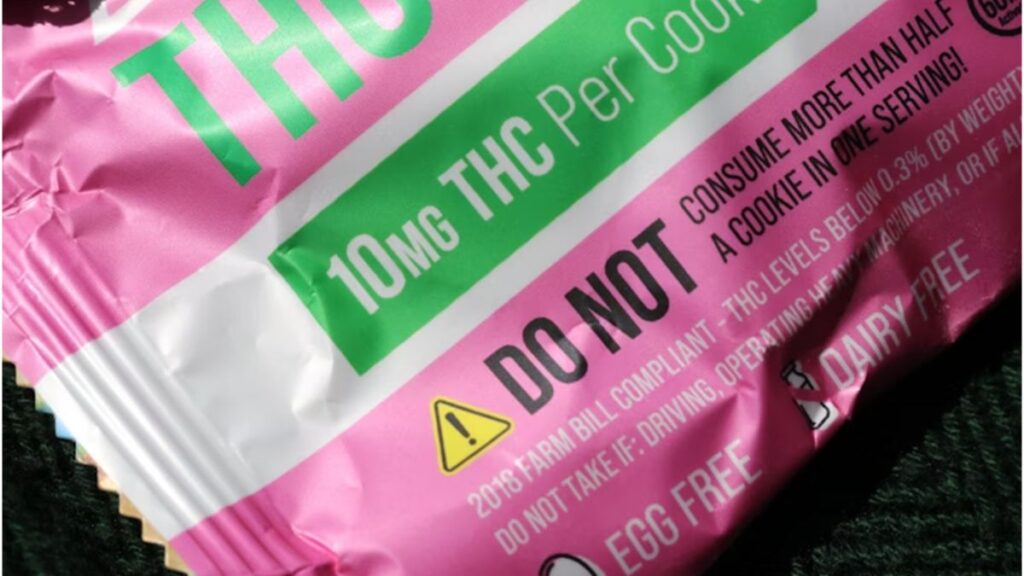 THC
10MG THC Per Cook
DO NOT
CONSUME MORE THAN HALF
A COOKIE IN ONE SERVING!
2018 FARM BILL COMPLIANT - THC LEVELS BELOW 0.3% (BY WEIGHT
DO NOT TAKE IF: DRIVING, OPERATING HEAVY MACHINERY, OR IF
EGG FREE
DAIRY FREE